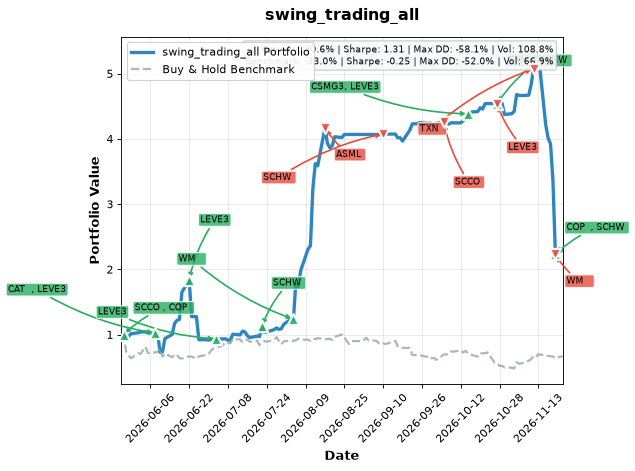 swing_trading_all
swing_trading_all Portfolio
Buy & Hold Benchmark
0.6% | Sharpe: 1.31 | Max DD: -58.1% | Vol: 108.8%
3.0% | Sharpe: -0.25 | Max DD: -52.0% | Vol: 66.9%
W
CSMG3, LEVE3
TXN
ASML
LEVE3
SCHW
SCCO
LEVE3
COP , SCHW
WM
WM
SCHW
CAT , LEVE3
LEVE3
SCCO , COP
Portfolio Value
5
4
3
2
1
2026-06-06
2026-06-22
2026-07-08
2026-07-24
2026-08-09
2026-08-25
2026-09-10
2026-09-26
2026-10-12
2026-10-28
2026-11-13
Date